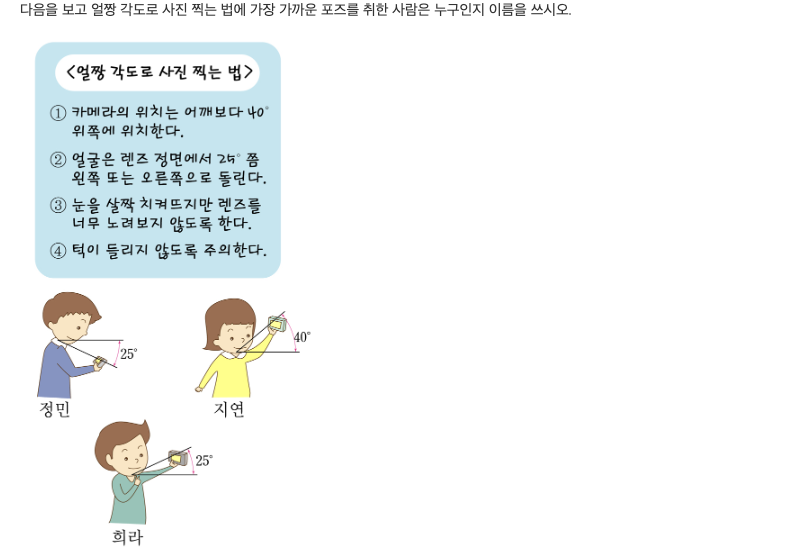 다음을 보고 얼짱 각도로 사진 찍는 법에 가장 가까운 포즈를 취한 사람은 누구인지 이름을 쓰시오.
<얼짱 각도로 사진 찍는 법>
① 카메라의 위치는 어깨보다 40°
위쪽에 위치한다.
② 얼굴은 렌즈 정면에서 25° 쯤
왼쪽 또는 오른쪽으로 돌린다.
③ 눈을 살짝 치켜뜨지만 렌즈를
너무 노려보지 않도록 한다.
④ 턱이 들리지 않도록 주의한다.
25°
정민
40°
지연
25°
희라